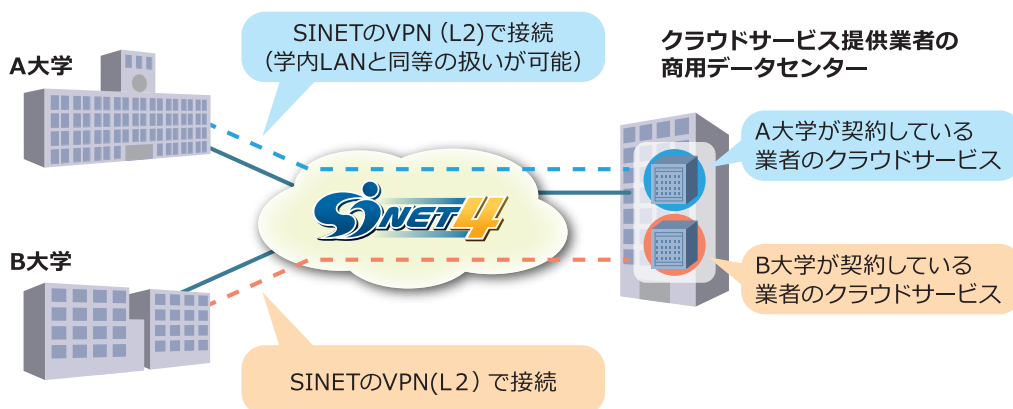 SINETのVPN（L2)で接続
（学内LANと同等の扱いが可能）
クラウドサービス提供業者の
商用データセンター
A大学
A大学が契約している
業者のクラウドサービス
SINET4
B大学
B大学が契約している
業者のクラウドサービス
SINETのVPN(L２）で接続